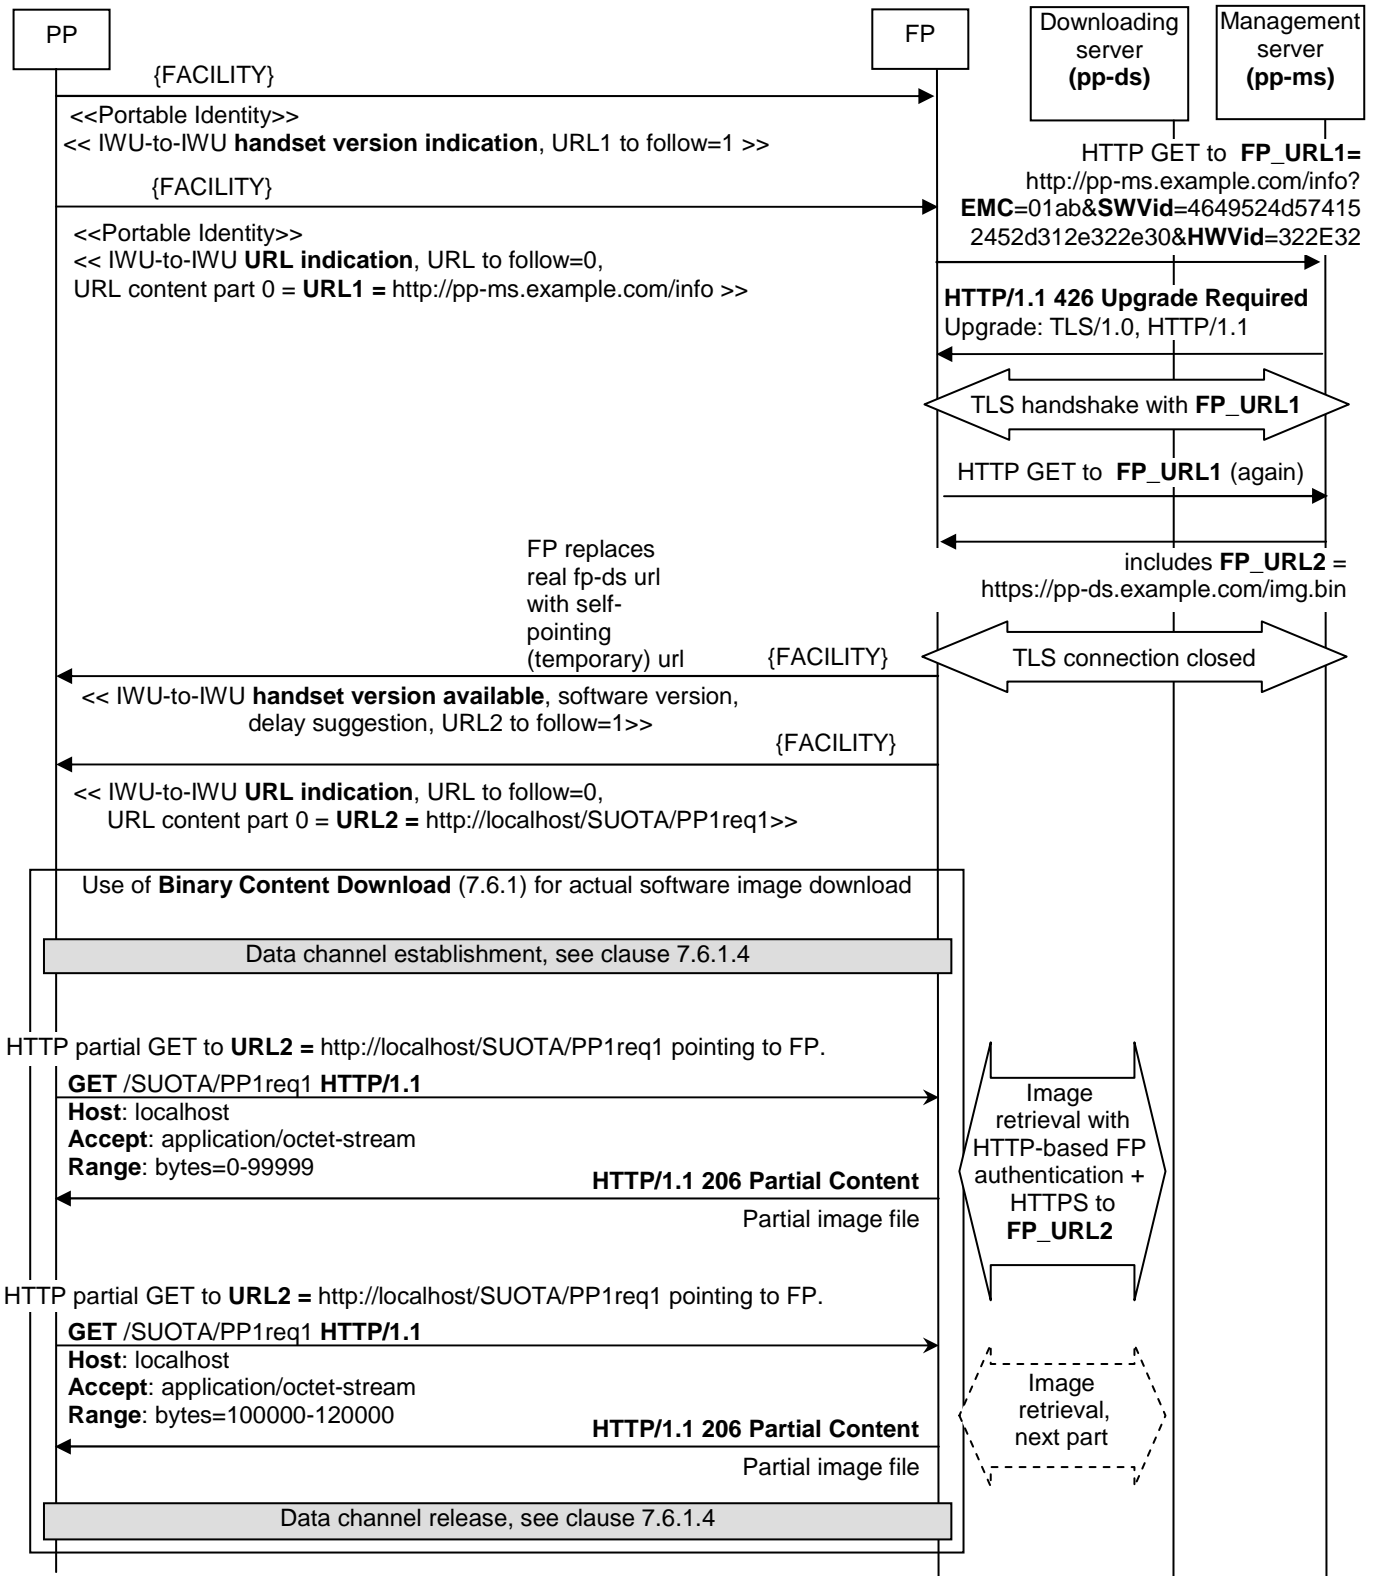 PP
FP
Downloading
server
(pp-ds)
Management
server
(pp-ms)
{FACILITY}
<<Portable Identity>>
<< IWU-to-IWU handset version indication, URL1 to follow=1 >>
HTTP GET to FP_URL1=
http://pp-ms.example.com/info?
EMC=01ab&SWVid=4649524d57415
2452d312e322e30&HWVid=322E32
{FACILITY}
<<Portable Identity>>
<< IWU-to-IWU URL indication, URL to follow=0,
URL content part 0 = URL1 = http://pp-ms.example.com/info >>
HTTP/1.1 426 Upgrade Required
Upgrade: TLS/1.0, HTTP/1.1
TLS handshake with FP_URL1
HTTP GET to FP_URL1 (again)
includes FP_URL2 =
https://pp-ds.example.com/img.bin
FP replaces
real fp-ds url
with self-
pointing
(temporary) url
TLS connection closed
{FACILITY}
<< IWU-to-IWU handset version available, software version,
delay suggestion, URL2 to follow=1>>
{FACILITY}
<< IWU-to-IWU URL indication, URL to follow=0,
URL content part 0 = URL2 = http://localhost/SUOTA/PP1req1>>
Use of Binary Content Download (7.6.1) for actual software image download
Data channel establishment, see clause 7.6.1.4
HTTP partial GET to URL2 = http://localhost/SUOTA/PP1req1 pointing to FP.
GET /SUOTA/PP1req1 HTTP/1.1
Host: localhost
Accept: application/octet-stream
Range: bytes=0-99999
HTTP/1.1 206 Partial Content
Partial image file
Image
retrieval with
HTTP-based FP
authentication +
HTTPS to
FP_URL2
HTTP partial GET to URL2 = http://localhost/SUOTA/PP1req1 pointing to FP.
GET /SUOTA/PP1req1 HTTP/1.1
Host: localhost
Accept: application/octet-stream
Range: bytes=100000-120000
HTTP/1.1 206 Partial Content
Partial image file
Image
retrieval,
next part
Data channel release, see clause 7.6.1.4